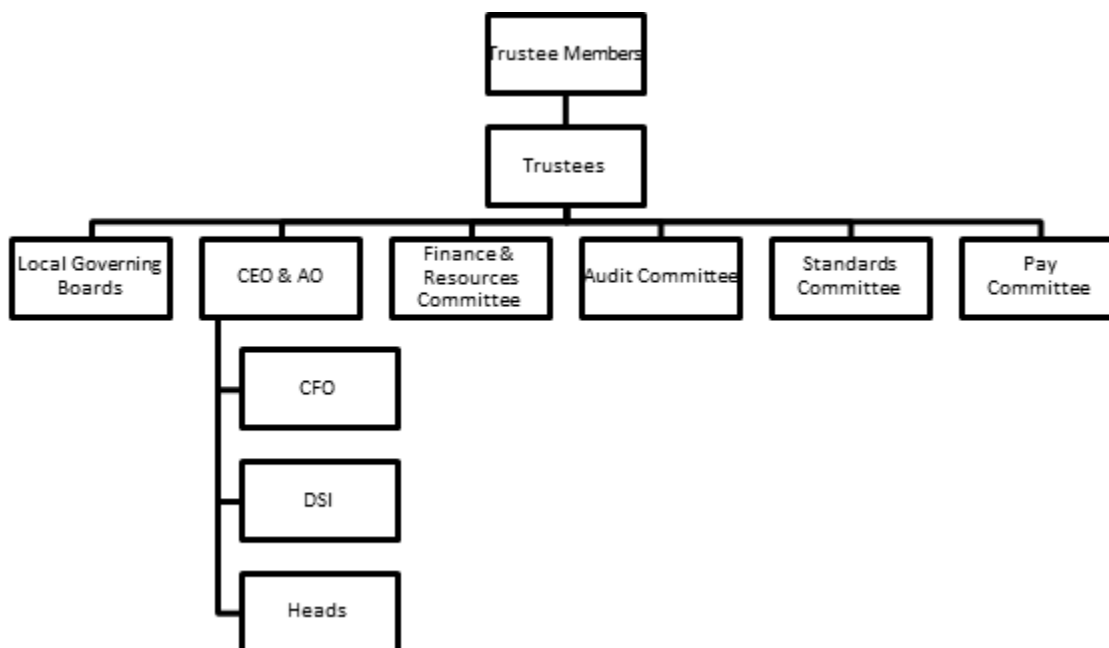 Trustee Members
Trustees
Local Governing
Boards
CEO & AO
Finance &
Resources
Committee
Audit Committee
Standards
Committee
Pay
Committee
CFO
DSI
Heads